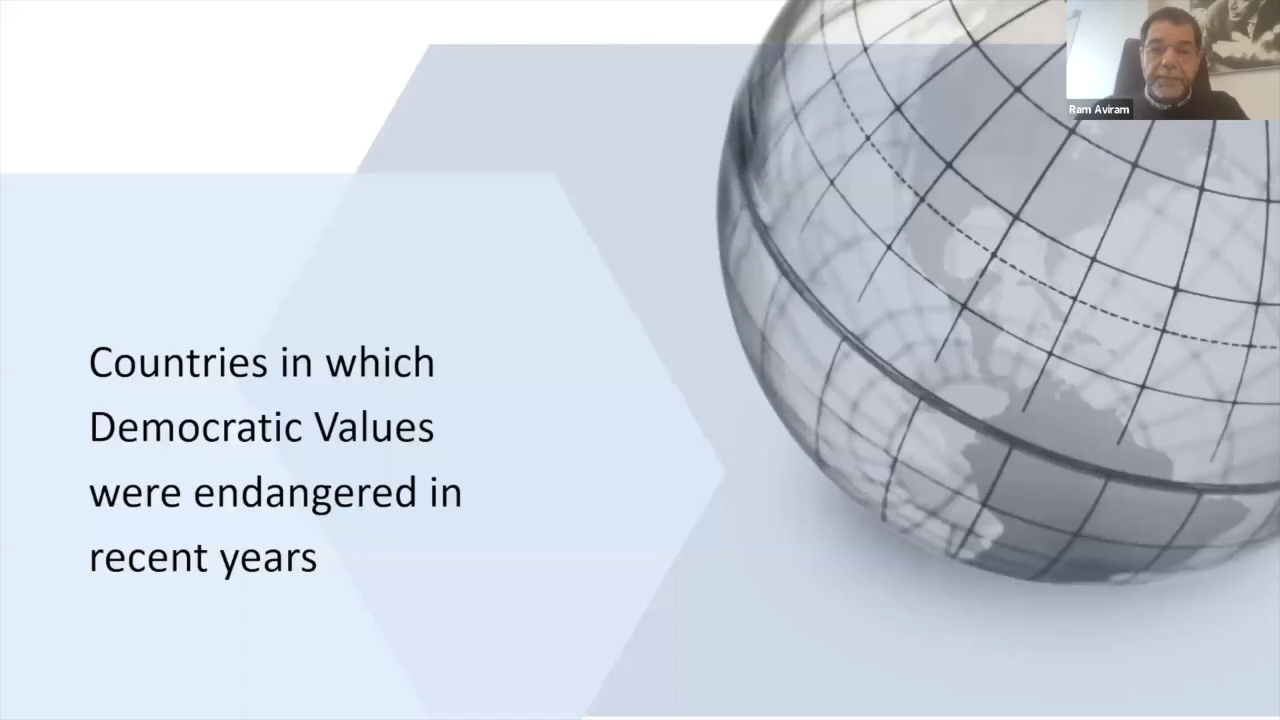 Ram Aviram
Countries in which
Democratic Values
were endangered in
recent years